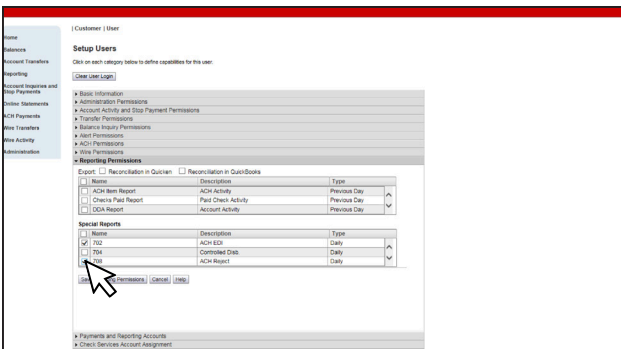 | Customer | User
Home
Balances
Account Transfers
Reporting
Account Inquiries and
Stop Payments
Online Statements
ACH Payments
Wire Transfers
Wire Activity
Administration
Setup Users
Click on each category below to define capabilities for this user.
Clear User Login
Basic Information
Administration Permissions
Account Activity and Stop Payment Permissions
Transfer Permissions
Balance Inquiry Permissions
Alert Permissions
ACH Permissions
Wire Permissions
Reporting Permissions
Export: Reconciliation in Quicken Reconciliation in QuickBooks
Name Description Type
ACH Item Report ACH Activity Previous Day
Checks Paid Report Paid Check Activity Previous Day
DDA Report Account Activity Previous Day
Special Reports
Name Description Type
702 ACH EDI Daily
704 Controlled Disb. Daily
708 ACH Reject Daily
Permissions Cancel Help
Payments and Reporting Accounts
Check Services Account Assignment